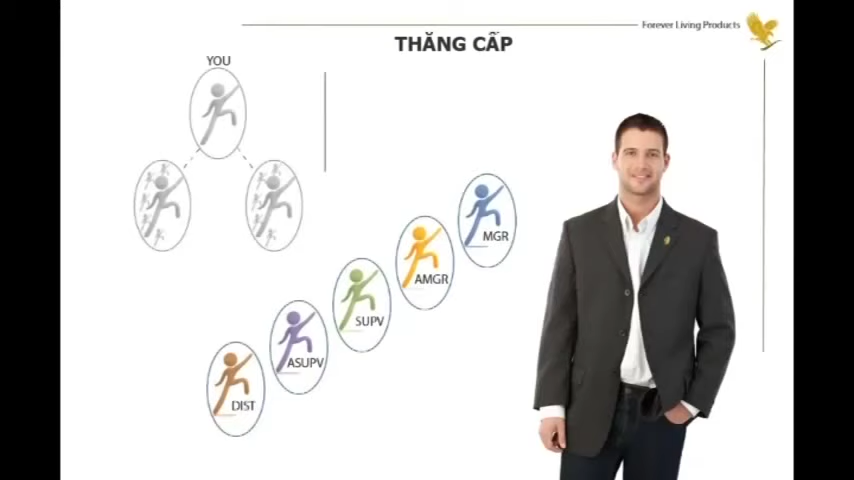 Forever Living Products
THĂNG CẤP
YOU
MGR
AMGR
SUPV
ASUPV
DIST